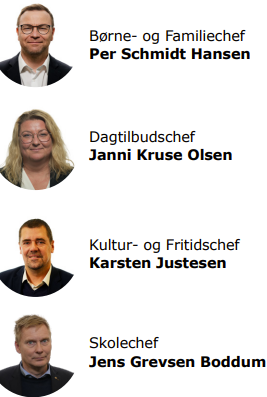 Børne- og Familiechef
Per Schmidt Hansen
Dagtilbudschef
Janni Kruse Olsen
Kultur- og Fritidschef
Karsten Justesen
Skolechef
Jens Grevsen Boddum